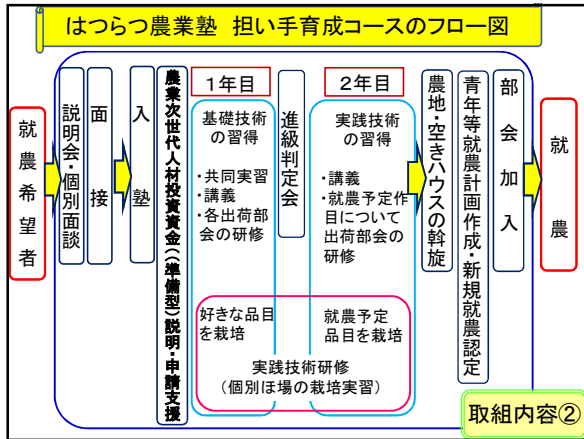 はつらつ農業塾 担い手育成コースのフロー図
就農希望者
説明会・個別面談
面接
入塾
農業次世代人材投資資金((準備型)説明・申請支援
1年目
基礎技術
の習得
・共同実習
・講義
・各出荷部
会の研修
好きな品目
を栽培
進級判定会
2年目
実践技術
の習得
・講義
・就農予定作
目について
出荷部会の
研修
就農予定
品目を栽培
実践技術研修
(個別ほ場の栽培実習)
農地・空きハウスの斡旋
青年等就農計画作成・新規就農認定
部会加入
就農
取組内容②